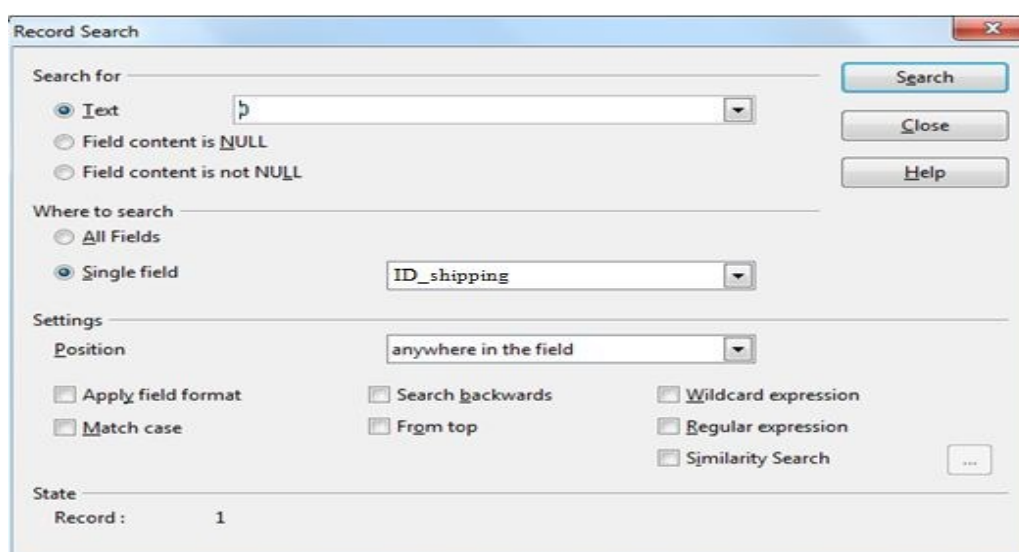 Record Search
Search for
Search
Text
Close
Field content is NULL
Field content is not NULL
Help
Where to search
All Fields
Single field ID_shipping
Settings
Position anywhere in the field
Apply field format Search backwards Wildcard expression
Match case From top Regular expression
Similarity Search ...
State
Record : 1